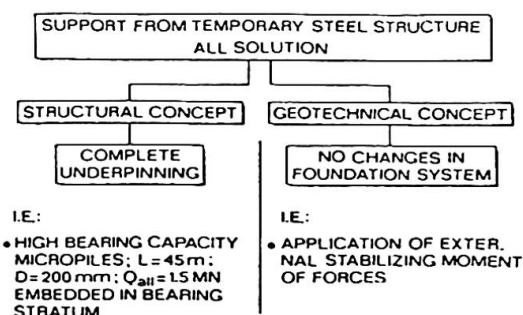 SUPPORT FROM TEMPORARY STEEL STRUCTURE
ALL SOLUTION
STRUCTURAL CONCEPT
GEOTECHNICAL CONCEPT
COMPLETE
UNDERPINNING
NO CHANGES IN
FOUNDATION SYSTEM
I.E.:
• HIGH BEARING CAPACITY
MICROPILES; L=45m;
D=200 mm; Qall=1.5 MN
EMBEDDED IN BEARING
STRATUM
I.E.:
• APPLICATION OF EXTER.
NAL STABILIZING MOMENT
OF FORCES